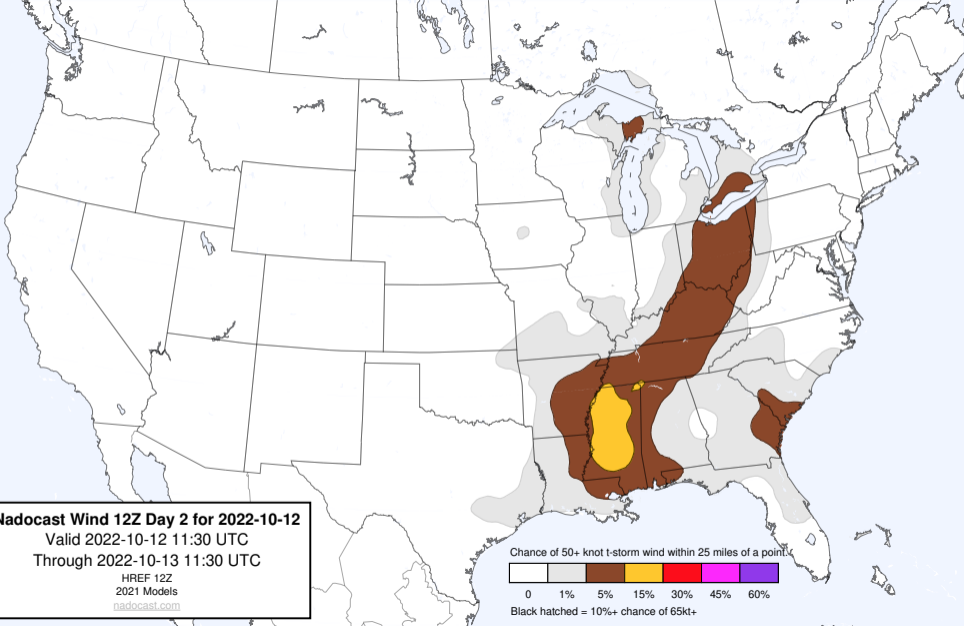 Nadocast Wind 12Z Day 2 for 2022-10-12
Valid 2022-10-12 11:30 UTC
Through 2022-10-13 11:30 UTC
HREF 12Z
2021 Models
nadocast.com
Chance of 50+ knot t-storm wind within 25 miles of a point.
0 1% 5% 15% 30% 45% 60%
Black hatched = 10%+ chance of 65kt+